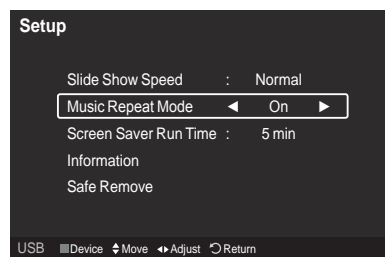 Setup
Slide Show Speed : Normal
Music Repeat Mode ◄ On ►
Screen Saver Run Time : 5 min
Information
Safe Remove
USB Device Move Adjust Return